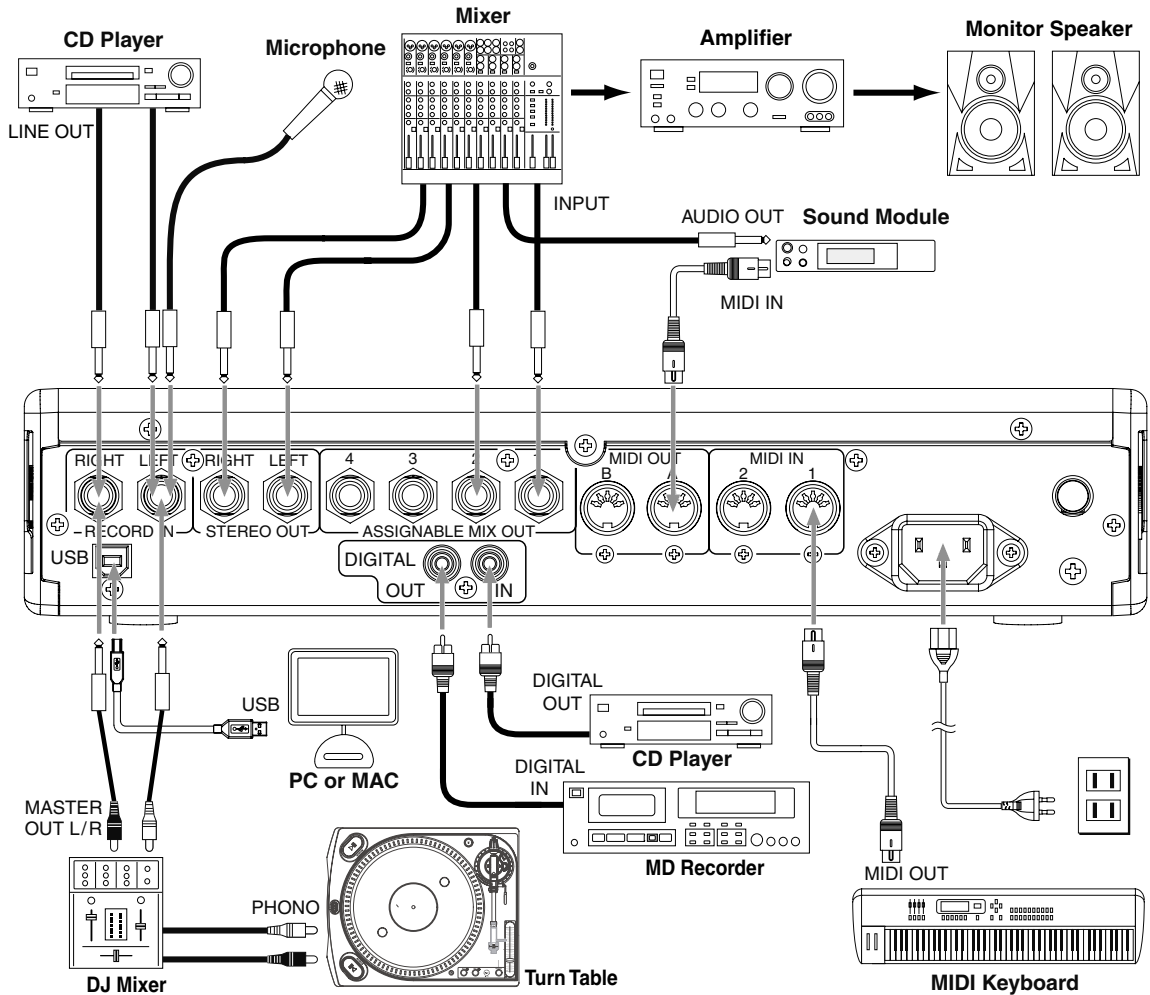 Mixer
CD Player
Microphone
Amplifier
Monitor Speaker
LINE OUT
INPUT
AUDIO OUT
Sound Module
MIDI IN
RIGHT LEFT RIGHT LEFT 4 3 2 MIDI OUT MIDI IN
B A 2 1
RECORD IN STEREO OUT ASSIGNABLE MIX OUT
USB
DIGITAL
OUT IN
USB
DIGITAL
OUT
PC or MAC
CD Player
DIGITAL
IN
MASTER
OUT L/R
MD Recorder
MIDI OUT
PHONO
DJ Mixer
Turn Table
MIDI Keyboard